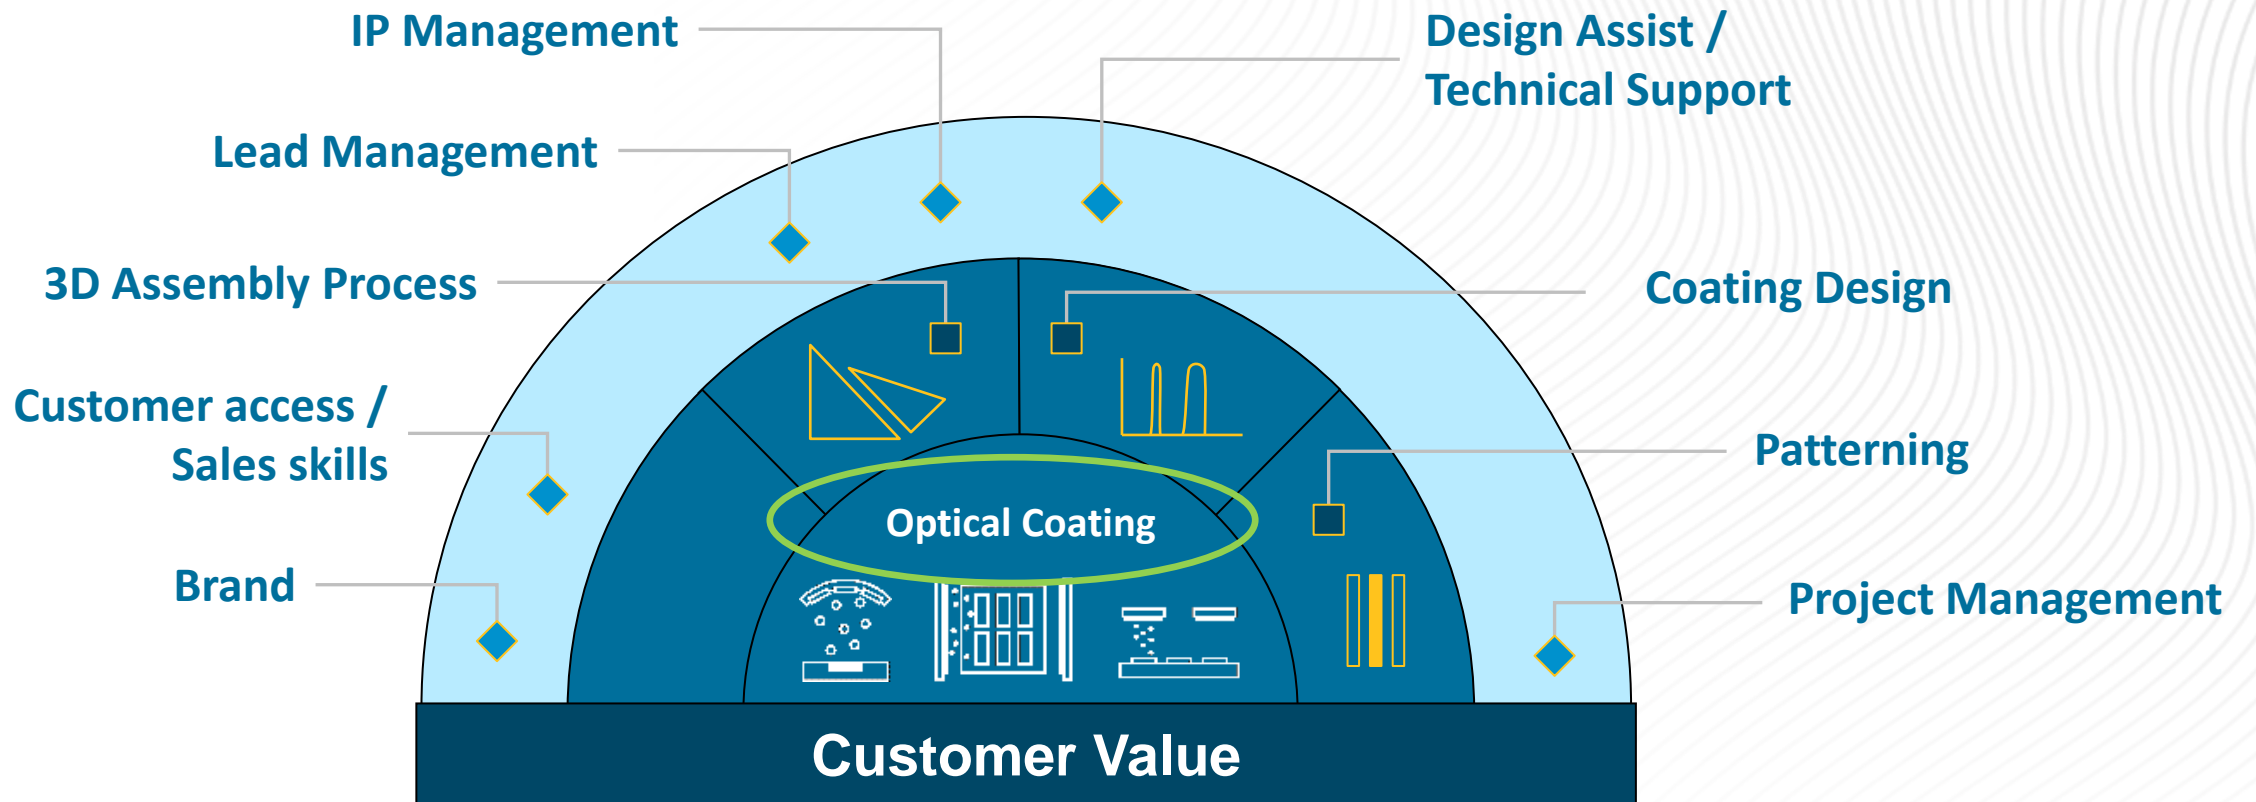 IP Management
Design Assist /
Technical Support
Lead Management
3D Assembly Process
Coating Design
Customer access /
Sales skills
Patterning
Optical Coating
Brand
Project Management
Customer Value